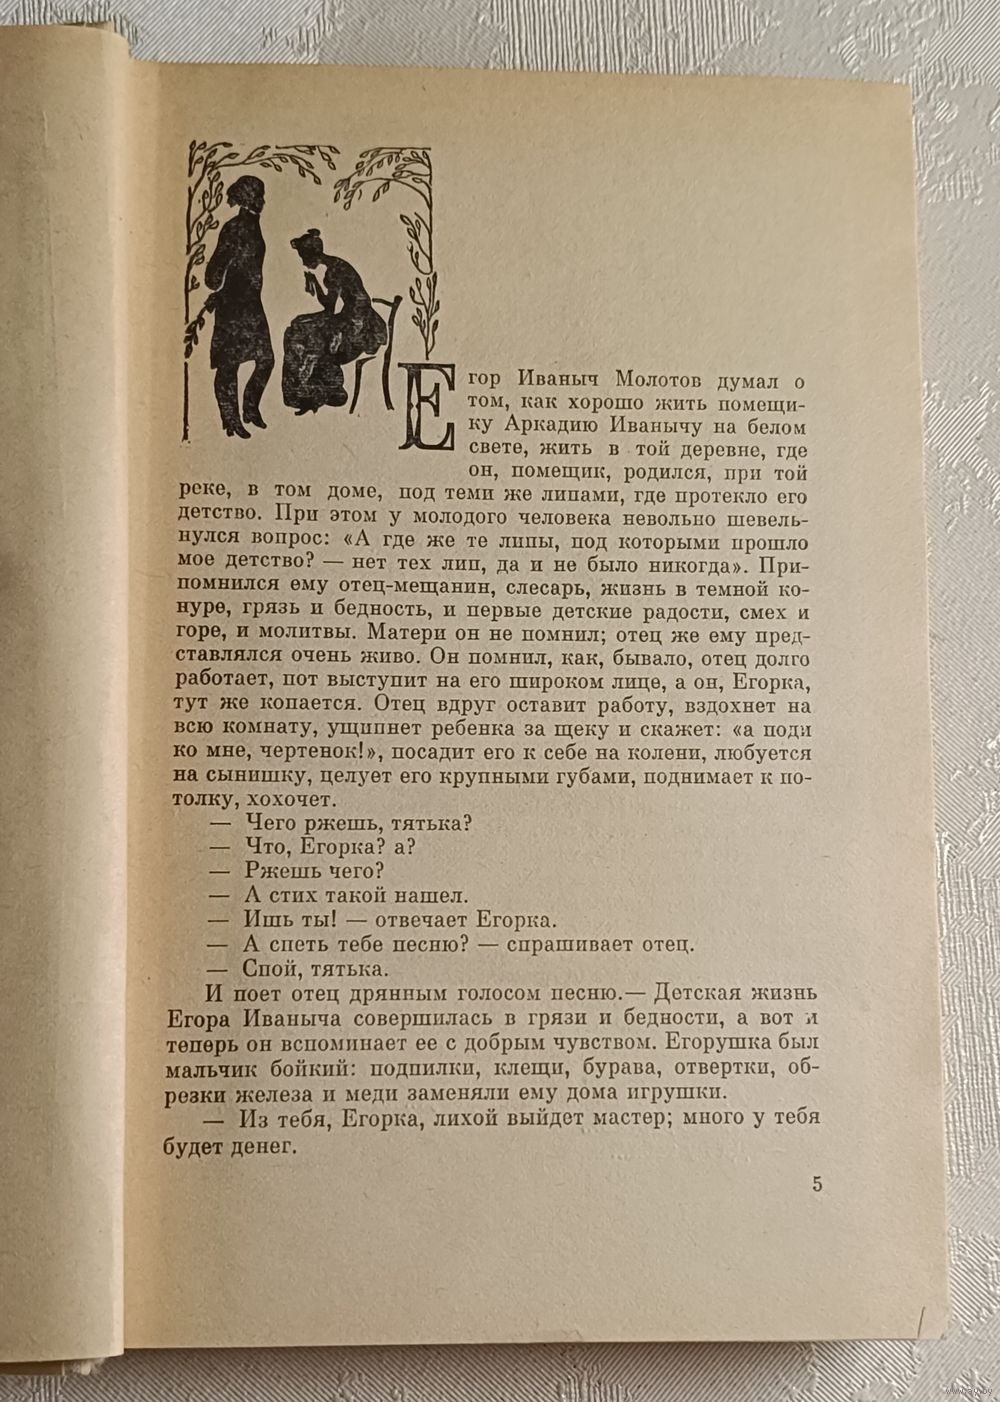 Егор Иваныч Молотов думал о
том, как хорошо жить помещи-
ку Аркадию Иванычу на белом
свете, жить в той деревне, где
он, помещик, родился, при той
реке, в том доме, под теми же липами, где протекло его
детство. При этом у молодого человека невольно шевель-
нулся вопрос: «А где же те липы, под которыми прошло
мое детство? — нет тех лип, да и не было никогда». При-
помнился ему отец-мещанин, слесарь, жизнь в темной ко-
нуре, грязь и бедность, и первые детские радости, смех и
горе, и молитвы. Матери он не помнил; отец же ему пред-
ставлялся очень живо. Он помнил, как, бывало, отец долго
работает, пот выступит на его широком лице, а он, Егорка,
тут же копается. Отец вдруг оставит работу, вздохнет на
всю комнату, ущипнет ребенка за щеку и скажет: «а поди
ко мне, чертенок!», посадит его к себе на колени, любуется
на сынишку, целует его крупными губами, поднимает к по-
толку, хохочет.
— Чего ржешь, тятька?
— Что, Егорка? а?
— Ржешь чего?
— А стих такой нашел.
— Ишь ты! — отвечает Егорка.
— А спеть тебе песню? — спрашивает отец.
— Спой, тятька.
И поет отец дрянным голосом песню.— Детская жизнь
Егора Иваныча совершилась в грязи и бедности, а вот и
теперь он вспоминает ее с добрым чувством. Егорушка был
мальчик бойкий: подпилки, клещи, бурава, отвертки, об-
резки железа и меди заменяли ему дома игрушки.
— Из тебя, Егорка, лихой выйдет мастер; много у тебя
будет денег.
5